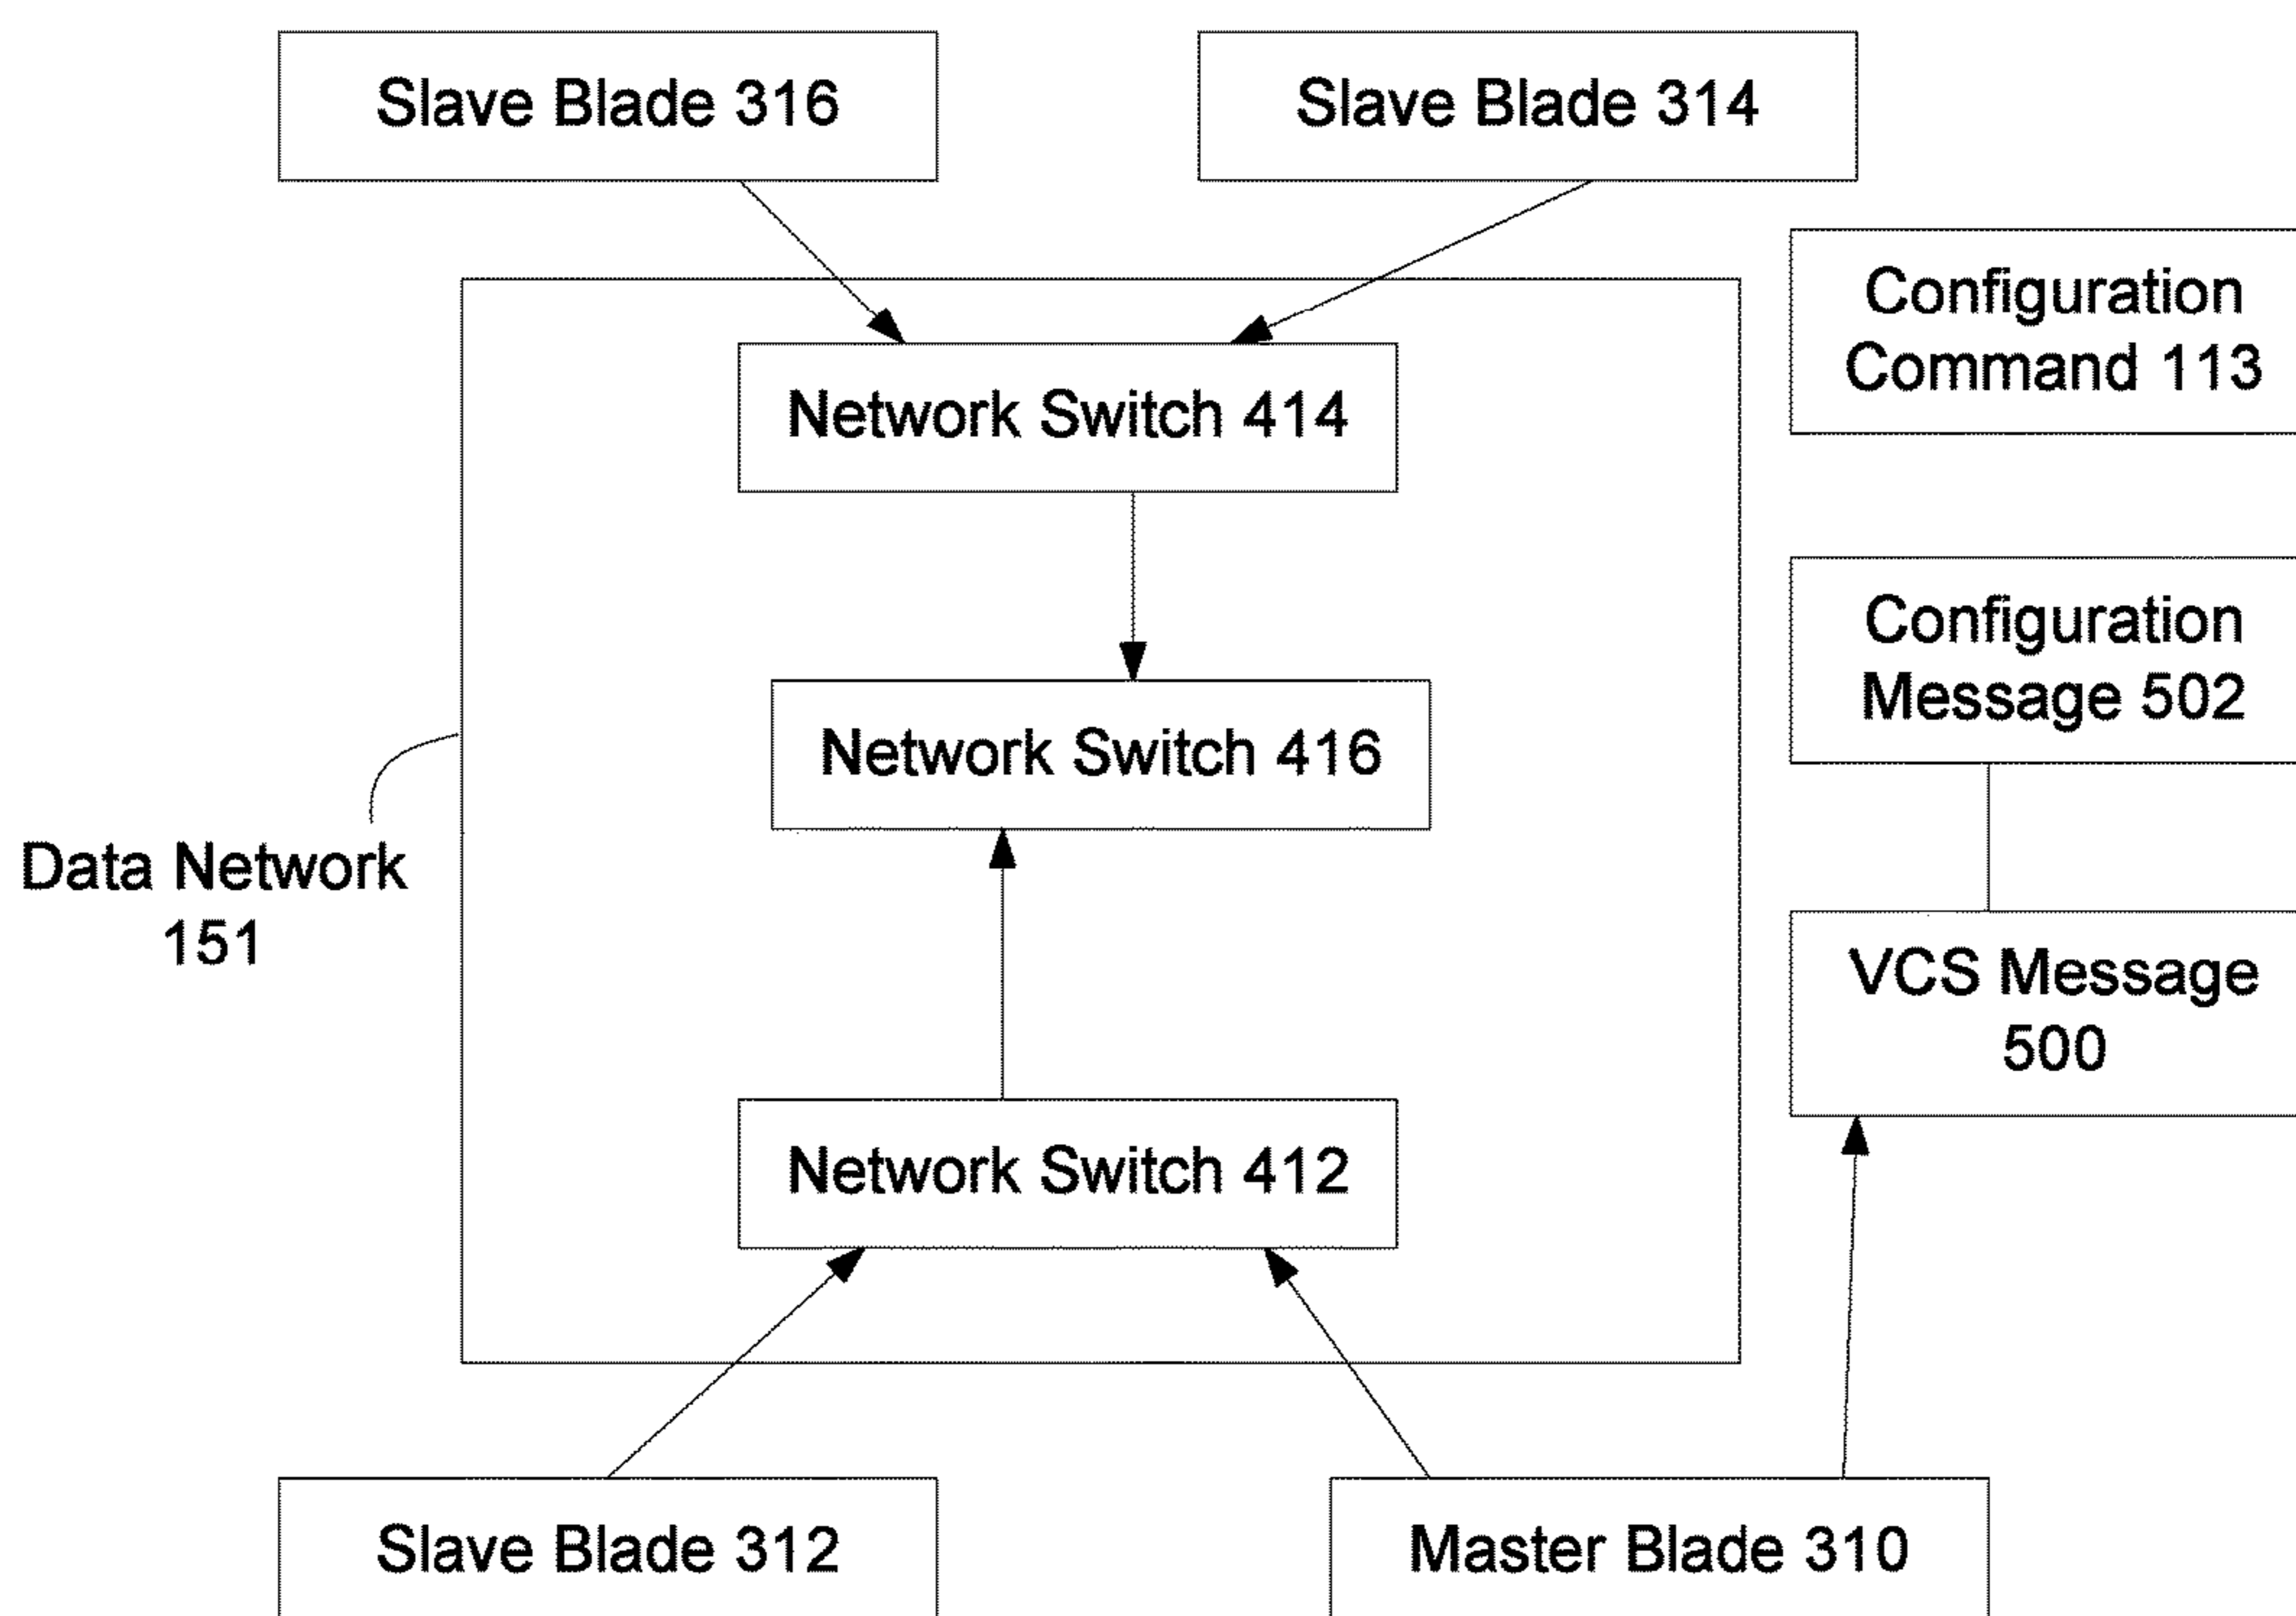 Slave Blade 316
Slave Blade 314
Configuration
Command 113
Network Switch 414
Configuration
Message 502
Network Switch 416
Data Network
151
VCS Message
500
Network Switch 412
Slave Blade 312
Master Blade 310